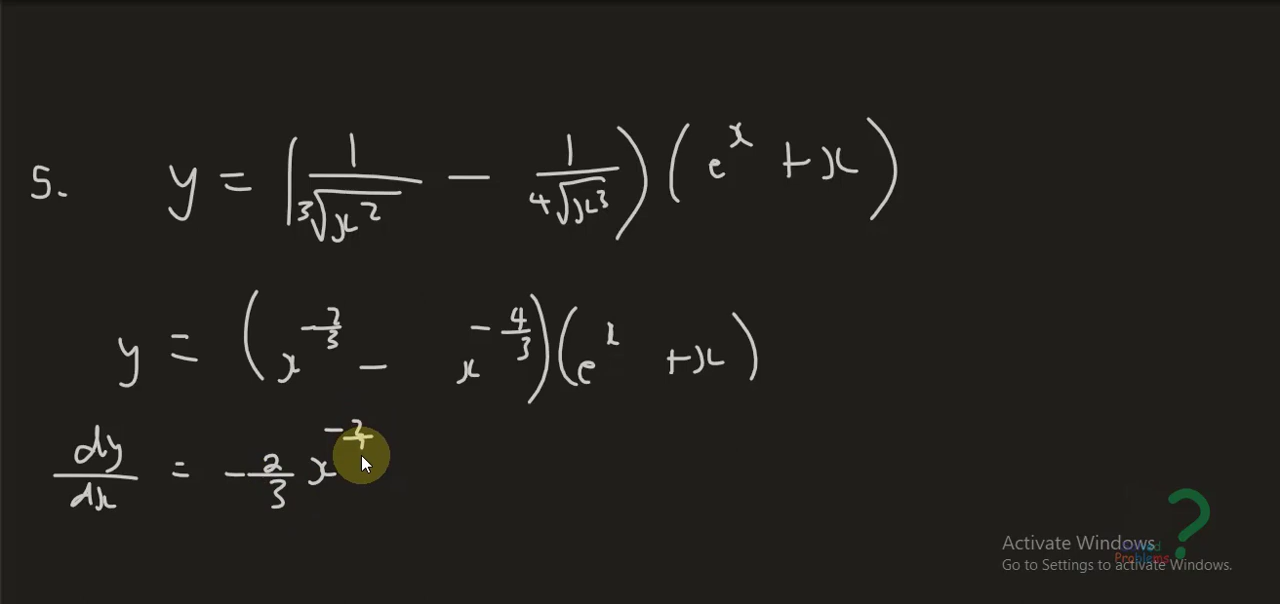 5. y = (1/∛x² - 1/∜x³)(e^x + x)
y = (x^(-2/3) - x^(-4/3))(e^x + x)
dy/dx = -2/3 x^-
Activate Windows
Problems
Go to Settings to activate Windows.